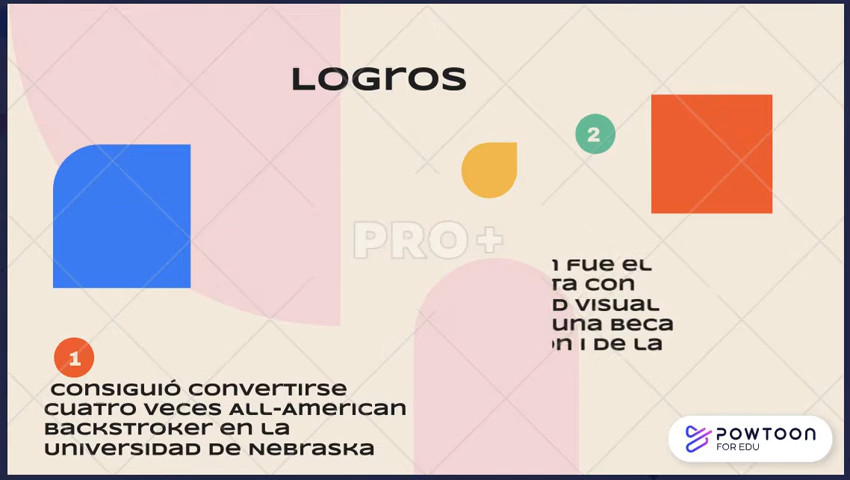 Logros
2
PRO+
Fue el
con
visual
una Beca
I De La
1
consiguió convertirse
cuatro veces ALL-American
Backstroker en La
universidad De Nebraska
POWTOON
FOR EDU